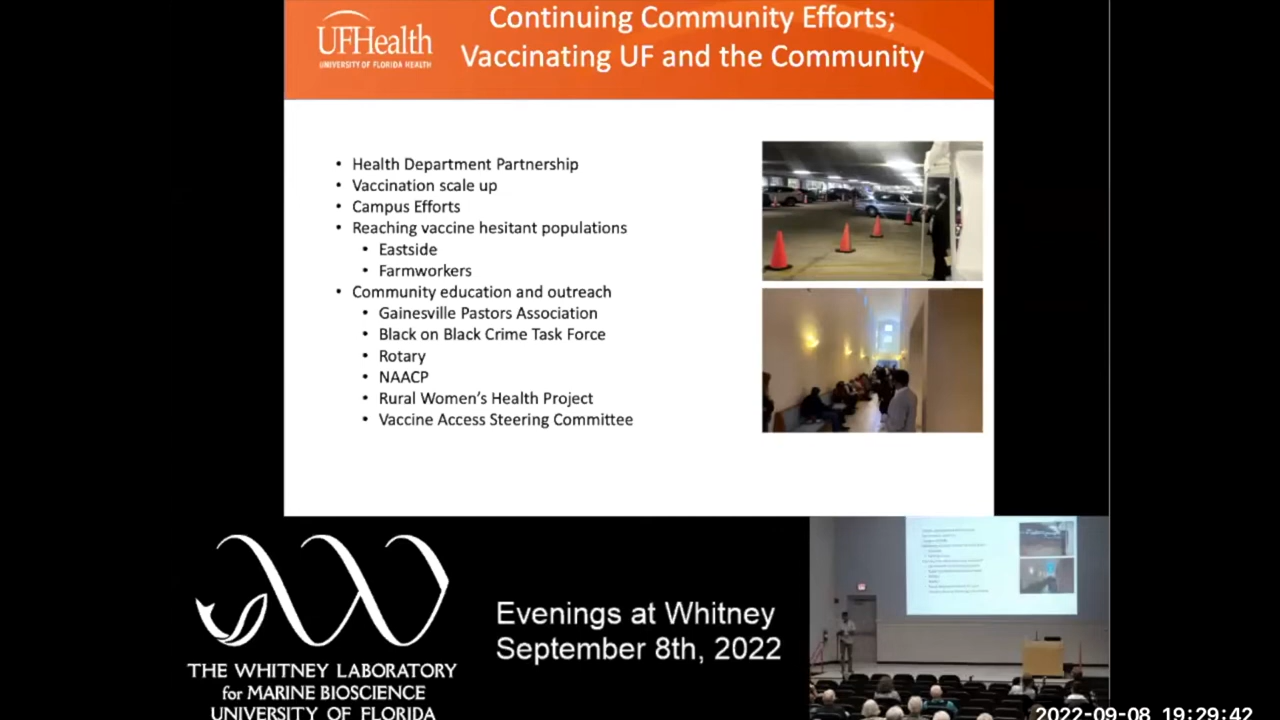 UFHealth
UNIVERSITY OF FLORIDA HEALTH
Continuing Community Efforts;
Vaccinating UF and the Community
• Health Department Partnership
• Vaccination scale up
• Campus Efforts
• Reaching vaccine hesitant populations
• Eastside
• Farmworkers
• Community education and outreach
• Gainesville Pastors Association
• Black on Black Crime Task Force
• Rotary
• NAACP
• Rural Women's Health Project
• Vaccine Access Steering Committee
THE WHITNEY LABORATORY
for MARINE BIOSCIENCE
UNIVERSITY OF FLORIDA
Evenings at Whitney
September 8th, 2022
2022-09-08 19:29:42